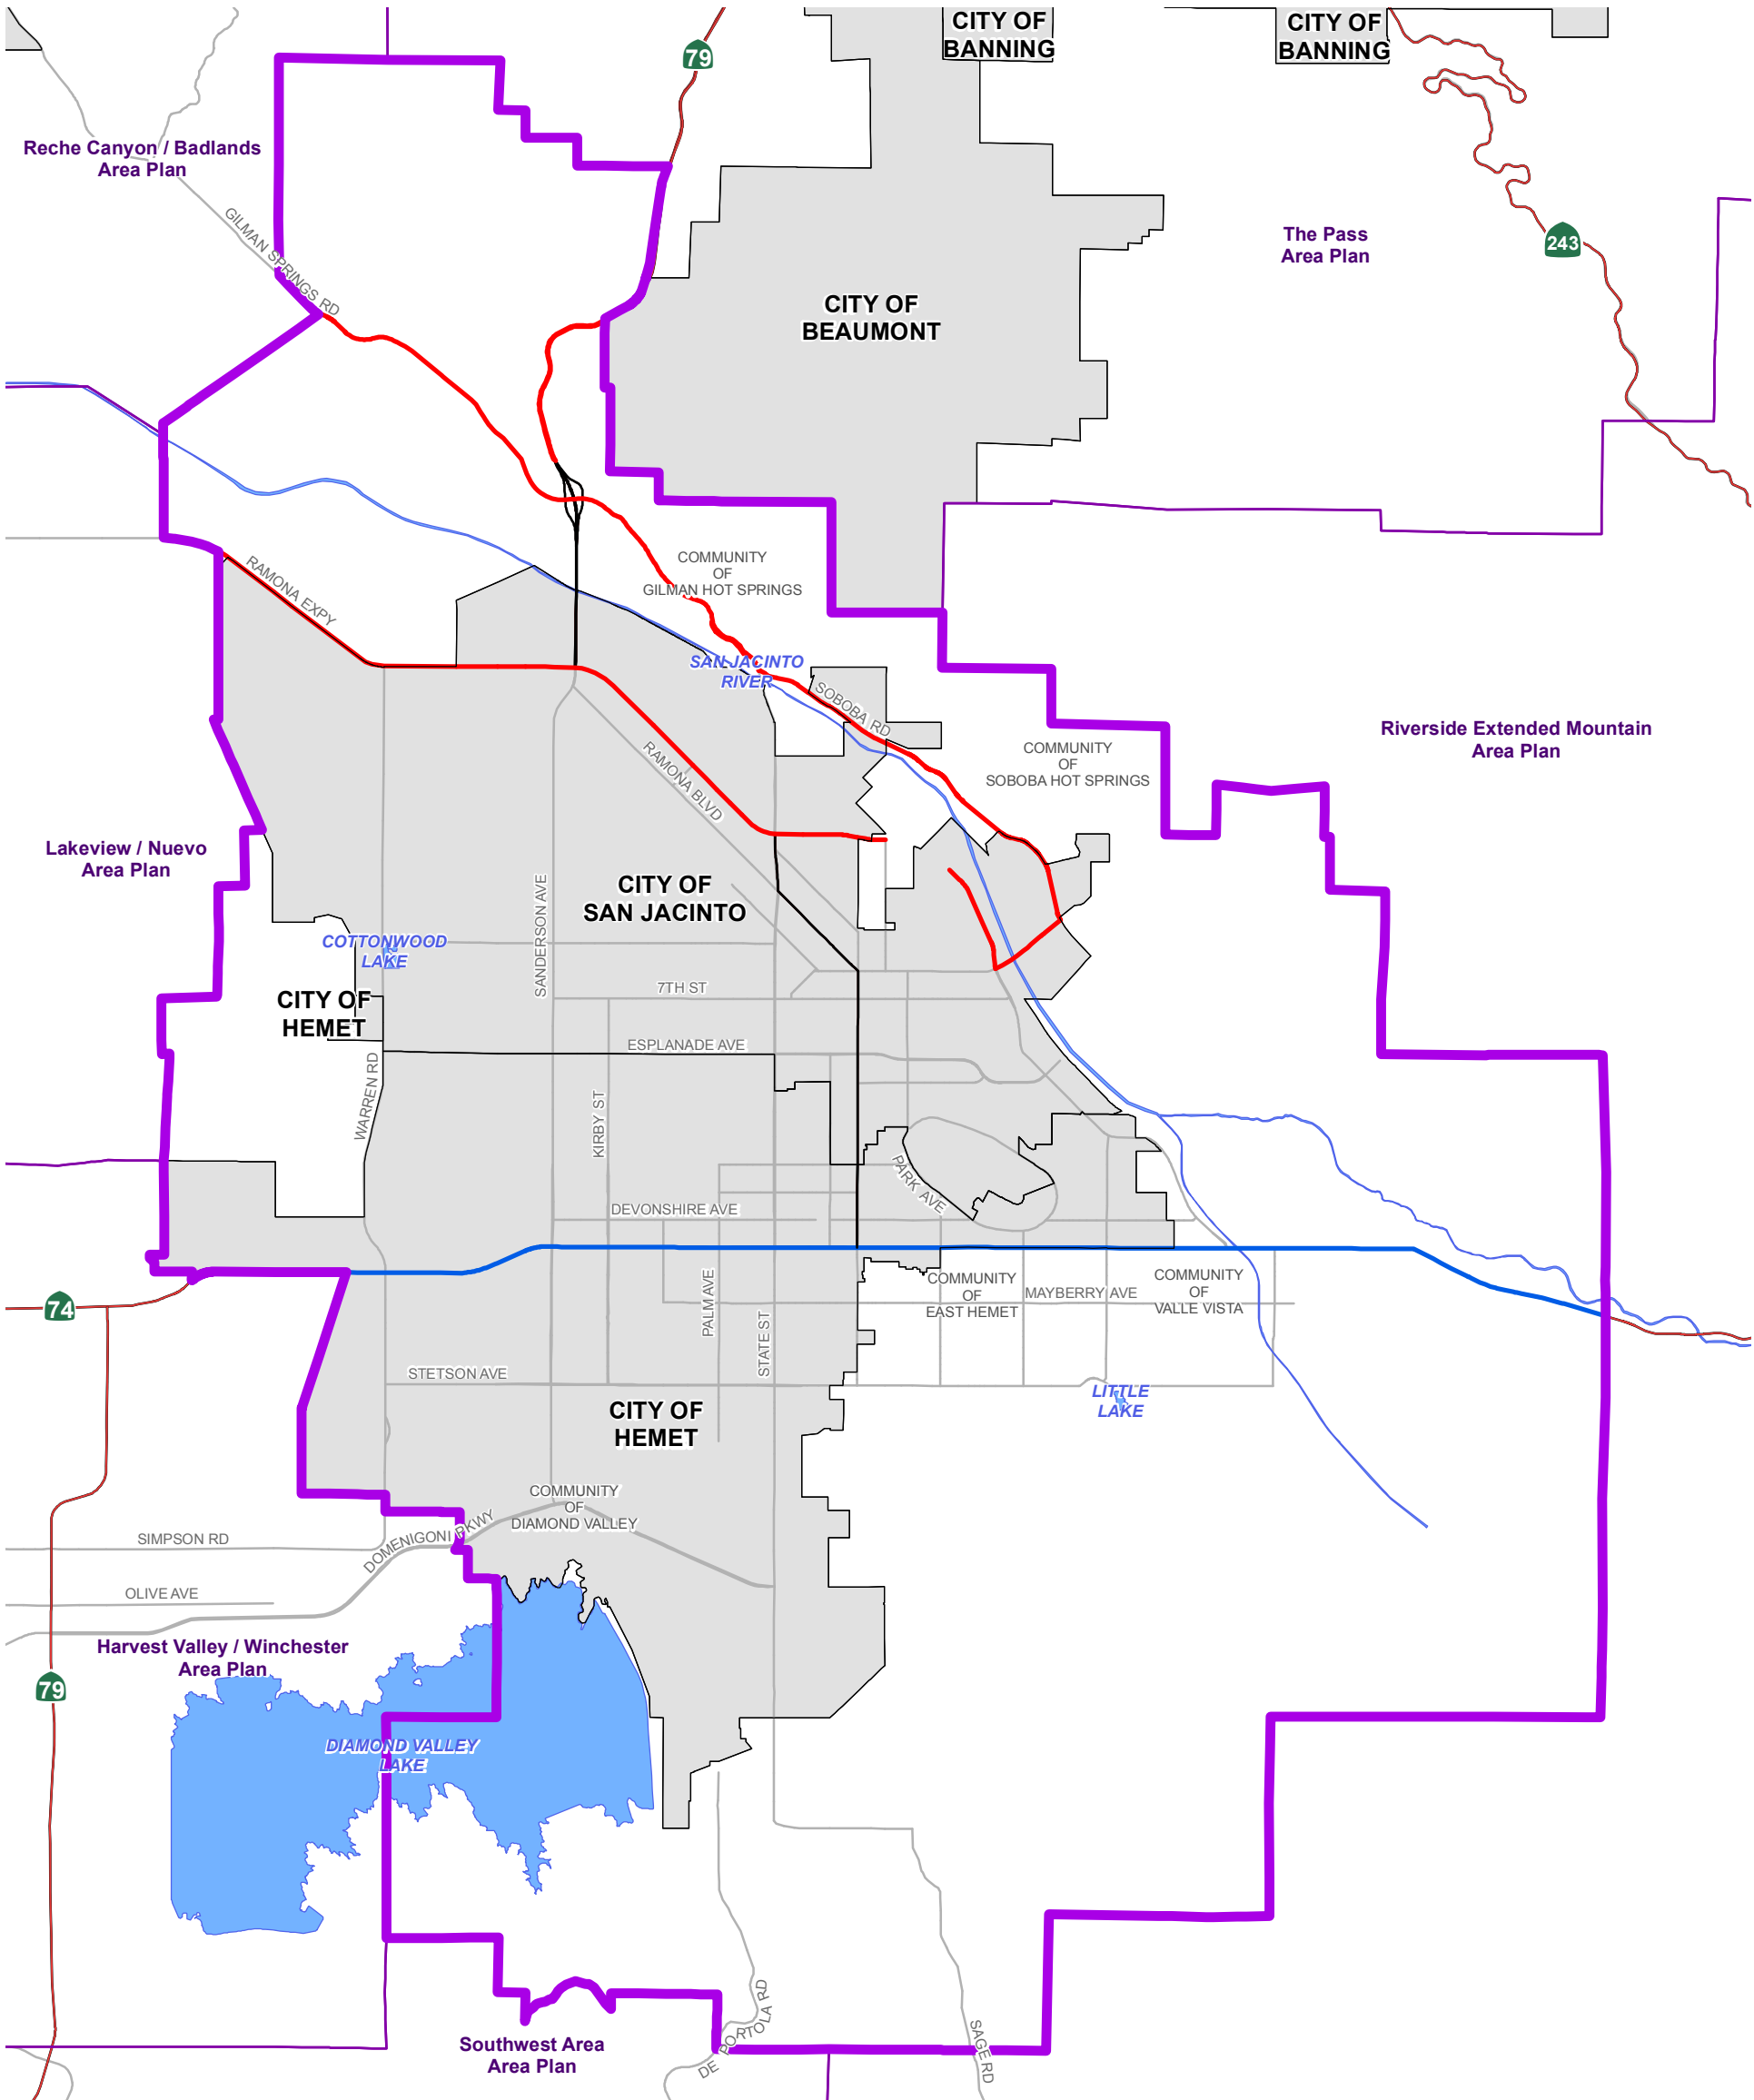 CITY OF
BANNING
CITY OF
BANNING
79
Reche Canyon / Badlands
Area Plan
GILMAN SPRINGS RD
The Pass
Area Plan
243
CITY OF
BEAUMONT
RAMONA EXPY
COMMUNITY
OF
GILMAN HOT SPRINGS
SAN JACINTO
RIVER
SOBOBA RD
Riverside Extended Mountain
Area Plan
COMMUNITY
OF
SOBOBA HOT SPRINGS
RAMONA BLVD
Lakeview / Nuevo
Area Plan
CITY OF
SAN JACINTO
SANDERSON AVE
COTTONWOOD
LAKE
7TH ST
CITY OF
HEMET
ESPLANADE AVE
WARREN RD
KIRBY ST
PARK AVE
DEVONSHIRE AVE
COMMUNITY
OF
EAST HEMET
MAYBERRY AVE
COMMUNITY
OF
VALLE VISTA
74
PALM AVE
STATE ST
STETSON AVE
LITTLE
LAKE
CITY OF
HEMET
COMMUNITY
OF
DIAMOND VALLEY
SIMPSON RD
DOMENIGONI PKWY
OLIVE AVE
Harvest Valley / Winchester
Area Plan
79
DIAMOND VALLEY
LAKE
Southwest Area
Area Plan
DE PORTOLA RD
SAGE RD